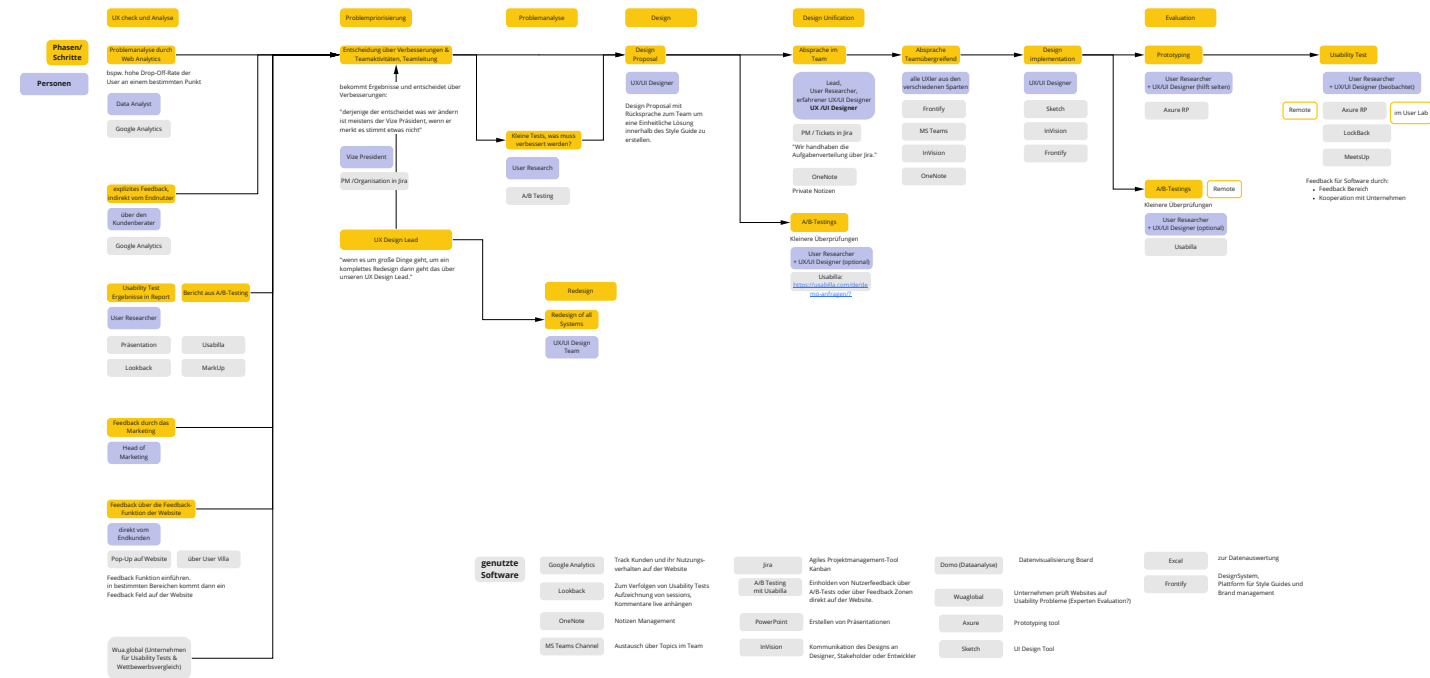 UX check und Analyse
Problempriorisierung
Problemanalyse
Design
Design Unification
Evaluation
Phasen/
Schritte
Personen
Problemanalyse durch
Web Analytics
bspw. hohe Drop-Off-Rate der
User an einem bestimmten Punkt
Data Analyst
Google Analytics
explizites Feedback,
indirekt vom Endnutzer
über den
Kundenberater
Google Analytics
Usability Test
Ergebnisse in Report
Bericht aus A/B-Testing
User Researcher
Präsentation
Usabilla
Lookback
MarkUp
Feedback durch das
Marketing
Head of
Marketing
Feedback über die Feedback-
Funktion der Website
direkt vom
Endkunden
Pop-Up auf Website
über User Villa
Feedback Funktion einführen.
in bestimmten Bereichen kommt dann ein
Feedback Feld auf der Website
Wua.global (Unternehmen
für Usability Tests &
Wettbewerbsvergleich)
Entscheidung über Verbesserungen &
Teamaktivitäten, Teamleitung
bekommt Ergebnisse und entscheidet über
Verbesserungen:
"derjenige der entscheidet was wir ändern
ist meistens der Vize Präsident, wenn er
merkt es stimmt etwas nicht"
Vize President
PM /Organisation in Jira
UX Design Lead
"wenn es um große Dinge geht, um ein
komplettes Redesign dann geht das über
unseren UX Design Lead."
Kleine Tests, was muss
verbessert werden?
User Research
A/B Testing
Redesign
Redesign of all
Systems
UX/UI Design
Team
Design
Proposal
UX/UI Designer
Design Proposal mit
Rücksprache zum Team um
eine Einheitliche Lösung
innerhalb des Style Guide zu
erstellen.
Absprache im
Team
Lead,
User Researcher,
erfahrener UX/UI Designer
UX /UI Designer
PM / Tickets in Jira
"Wir handhaben die
Aufgabenverteilung über Jira."
OneNote
Private Notizen
A/B-Testings
Kleinere Überprüfungen
User Researcher
+ UX/UI Designer (optional)
Usabilla:
https://usabilla.com/de/de
mo-anfragen/?
Absprache
Teamübergreifend
alle UXler aus den
verschiedenen Sparten
Frontify
MS Teams
InVision
OneNote
Design
implementation
UX/UI Designer
Sketch
InVision
Frontify
Prototyping
User Researcher
+ UX/UI Designer (hilft selten)
Axure RP
A/B-Testings
Remote
Kleinere Überprüfungen
User Researcher
+ UX/UI Designer (optional)
Usabilla
Usability Test
User Researcher
+ UX/UI Designer (beobachtet)
Remote
Axure RP
im User Lab
LockBack
MeetsUp
Feedback für Software durch:
• Feedback Bereich
• Kooperation mit Unternehmen
genutzte
Software
Google Analytics
Track Kunden und ihr Nutzungs-
verhalten auf der Website
Lookback
Zum Verfolgen von Usability Tests
Aufzeichnung von sessions,
Kommentare live anhängen
OneNote
Notizen Management
MS Teams Channel
Austausch über Topics im Team
Jira
Agiles Projektmanagement-Tool
Kanban
A/B Testing
mit Usabilla
Einholen von Nutzerfeedback über
A/B-Tests oder über Feedback Zonen
direkt auf der Website.
PowerPoint
Erstellen von Präsentationen
InVision
Kommunikation des Designs an
Designer, Stakeholder oder Entwickler
Domo (Dataanalyse)
Datenvisualisierung Board
Wuaglobal
Unternehmen prüft Websites auf
Usability Probleme (Experten Evaluation?)
Axure
Prototyping tool
Sketch
UI Design Tool
Excel
zur Datenauswertung
Frontify
DesignSystem,
Plattform für Style Guides und
Brand management